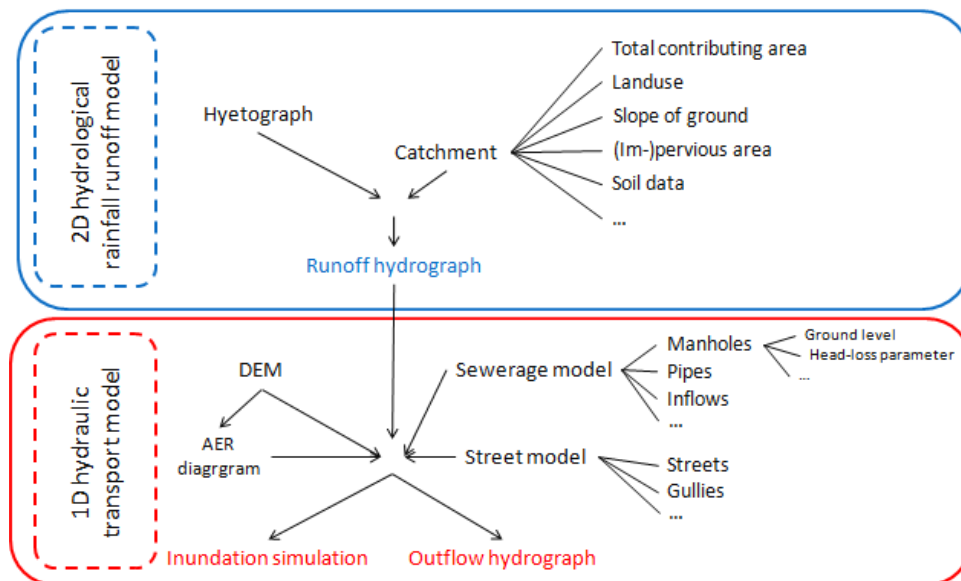 2D hydrological
rainfall runoff model
Hyetograph
Catchment
Total contributing area
Landuse
Slope of ground
(Im-)pervious area
Soil data
...
Runoff hydrograph
1D hydraulic
transport model
DEM
AER
diagrgram
Sewerage model
Manholes
Pipes
Inflows
...
Ground level
Head-loss parameter
...
Street model
Streets
Gullies
...
Inundation simulation
Outflow hydrograph